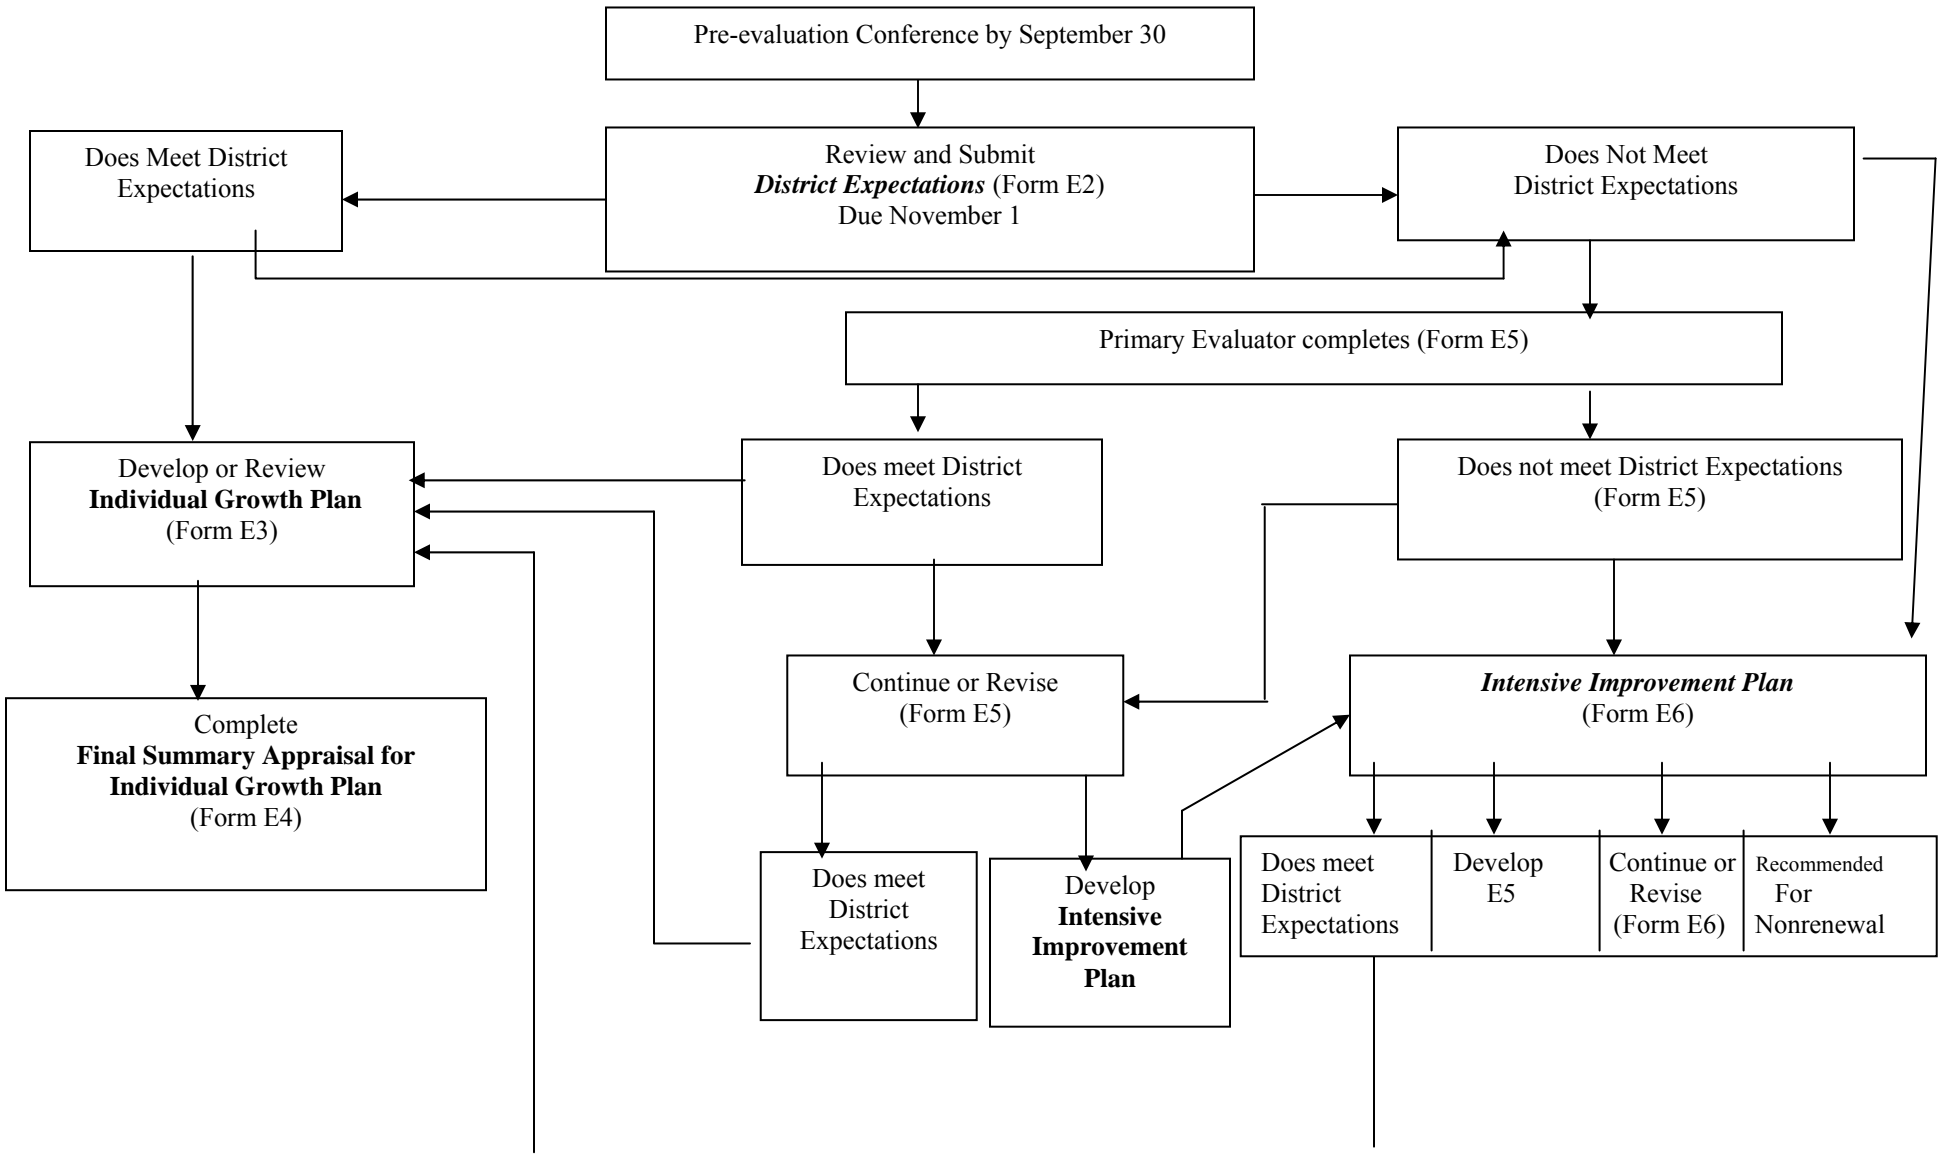 Pre-evaluation Conference by September 30
Does Meet District
Expectations
Review and Submit
District Expectations (Form E2)
Due November 1
Does Not Meet
District Expectations
Primary Evaluator completes (Form E5)
Develop or Review
Individual Growth Plan
(Form E3)
Does meet District
Expectations
Does not meet District Expectations
(Form E5)
Complete
Final Summary Appraisal for
Individual Growth Plan
(Form E4)
Continue or Revise
(Form E5)
Intensive Improvement Plan
(Form E6)
Does meet
District
Expectations
Develop
Intensive
Improvement
Plan
Does meet
District
Expectations
Develop
E5
Continue or
Revise
(Form E6)
Recommended
For
Nonrenewal